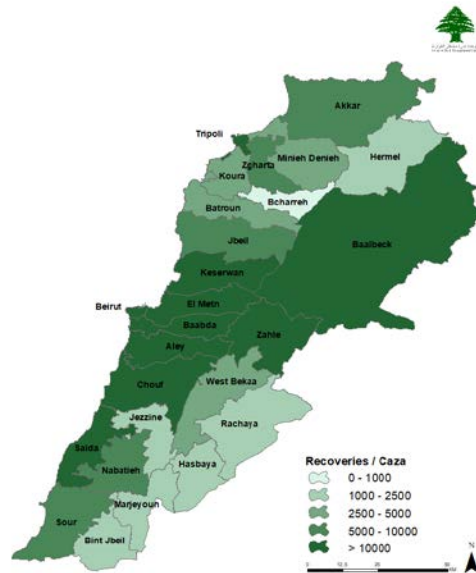 Akkar
Tripoli
Zgharta
Minieh Denieh
Hermel
Koura
Bcharreh
Batroun
Baalbeck
Jbeil
Keserwan
El Metn
Beirut
Baabda
Zahle
Aley
Chouf
West Bekaa
Jezzine
Rachaya
Saida
Nabatieh
Hasbaya
Marjeyoun
Sour
Bint Jbeil
Recoveries / Caza
0 - 1000
1000 - 2500
2500 - 5000
5000 - 10000
> 10000
N